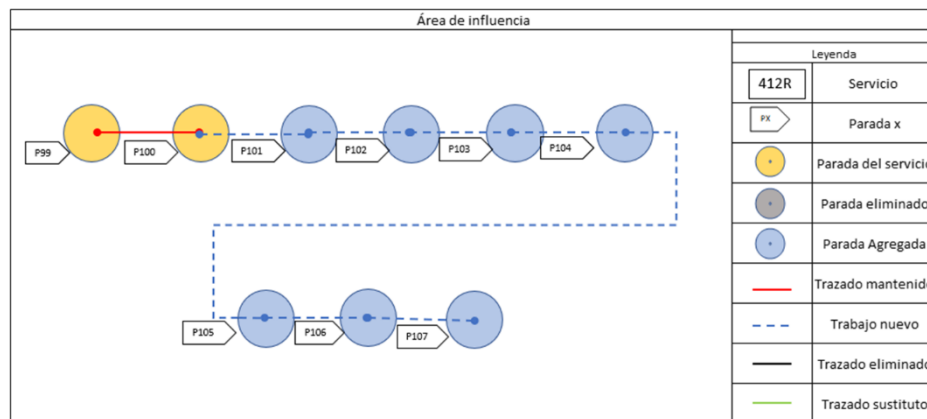 Área de influencia
Leyenda
412R Servicio
PX Parada x
Parada del servicio
Parada eliminado
Parada Agregada
Trazado mantenido
Trabajo nuevo
Trazado eliminado
Trazado sustituto
P99 P100 P101 P102 P103 P104
P105 P106 P107